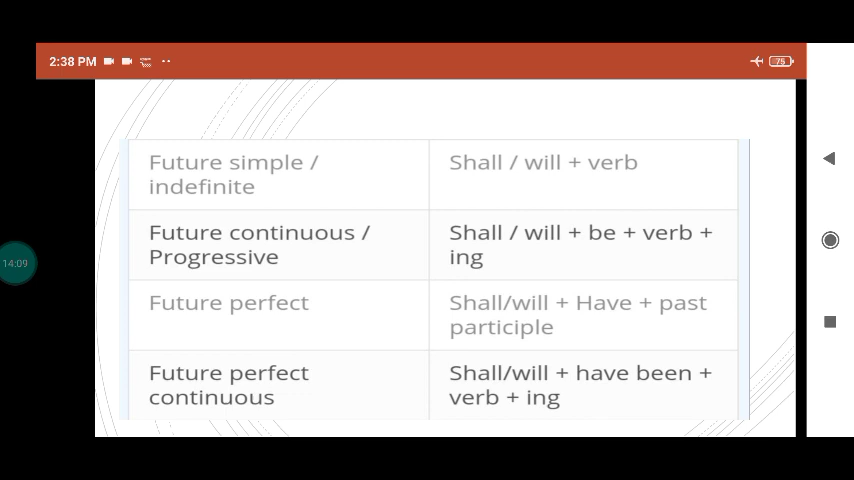 2:38 PM
75
Future simple /
indefinite
Shall / will + verb
Future continuous /
Progressive
Shall / will + be + verb +
ing
Future perfect
Shall/will + Have + past
participle
Future perfect
continuous
Shall/will + have been +
verb + ing
14:09